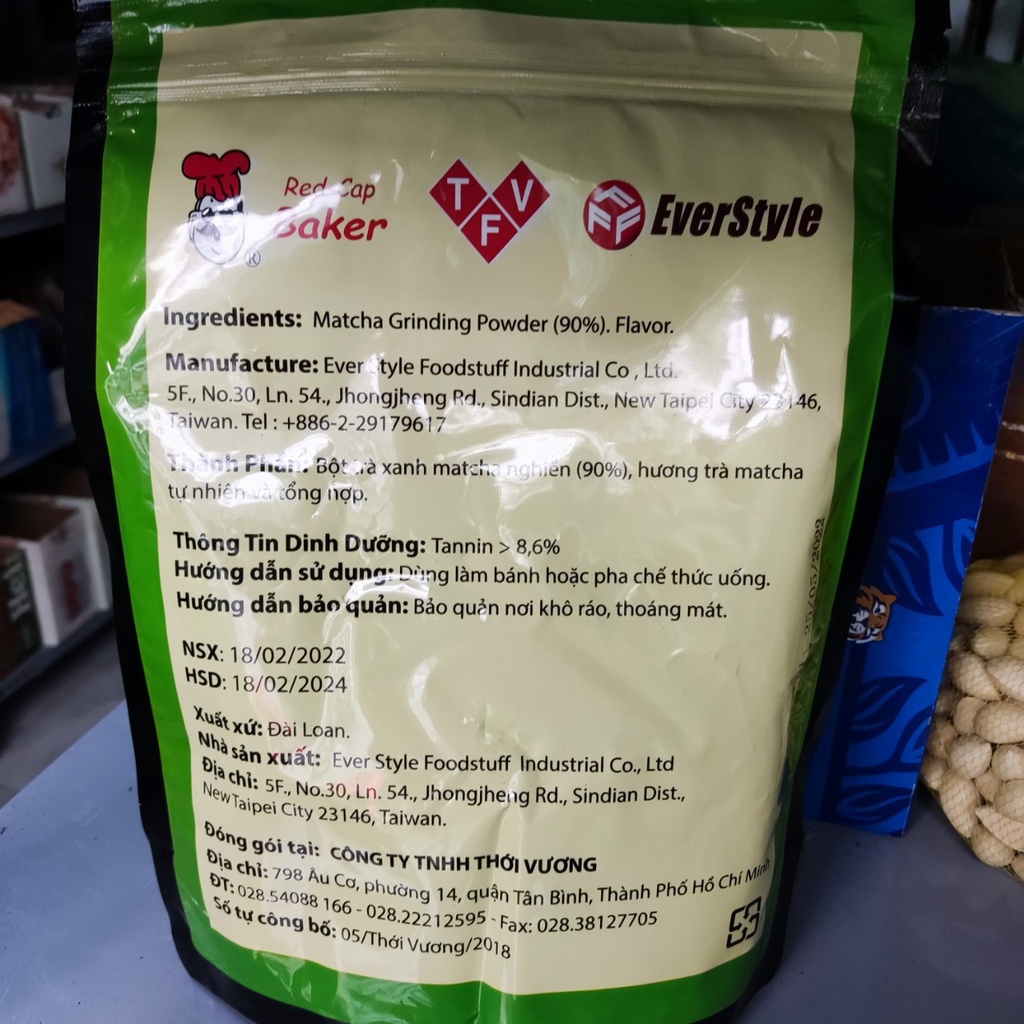 Red Cap
Baker
®
T V
F
EverStyle
Ingredients: Matcha Grinding Powder (90%). Flavor.
Manufacture: Ever Style Foodstuff Industrial Co , Ltd.
5F., No.30, Ln. 54., Jhongjheng Rd., Sindian Dist., New Taipei City 23146,
Taiwan. Tel : +886-2-29179617
Thành Phần: Bột trà xanh matcha nghiền (90%), hương trà matcha
tự nhiên và tổng hợp.
Thông Tin Dinh Dưỡng: Tannin > 8,6%
Hướng dẫn sử dụng: Dùng làm bánh hoặc pha chế thức uống.
Hướng dẫn bảo quản: Bảo quản nơi khô ráo, thoáng mát.
NSX: 18/02/2022
HSD: 18/02/2024
Xuất xứ: Đài Loan.
Nhà sản xuất: Ever Style Foodstuff Industrial Co., Ltd
Địa chỉ: 5F., No.30, Ln. 54., Jhongjheng Rd., Sindian Dist.,
New Taipei City 23146, Taiwan.
Đóng gói tại: CÔNG TY TNHH THỚI VƯƠNG
Địa chỉ: 798 Âu Cơ, phường 14, quận Tân Bình, Thành Phố Hồ Chí Minh
ĐT: 028.54088 166 - 028.22212595 - Fax: 028.38127705
Số tự công bố: 05/Thới Vương/2018
25/05/2022